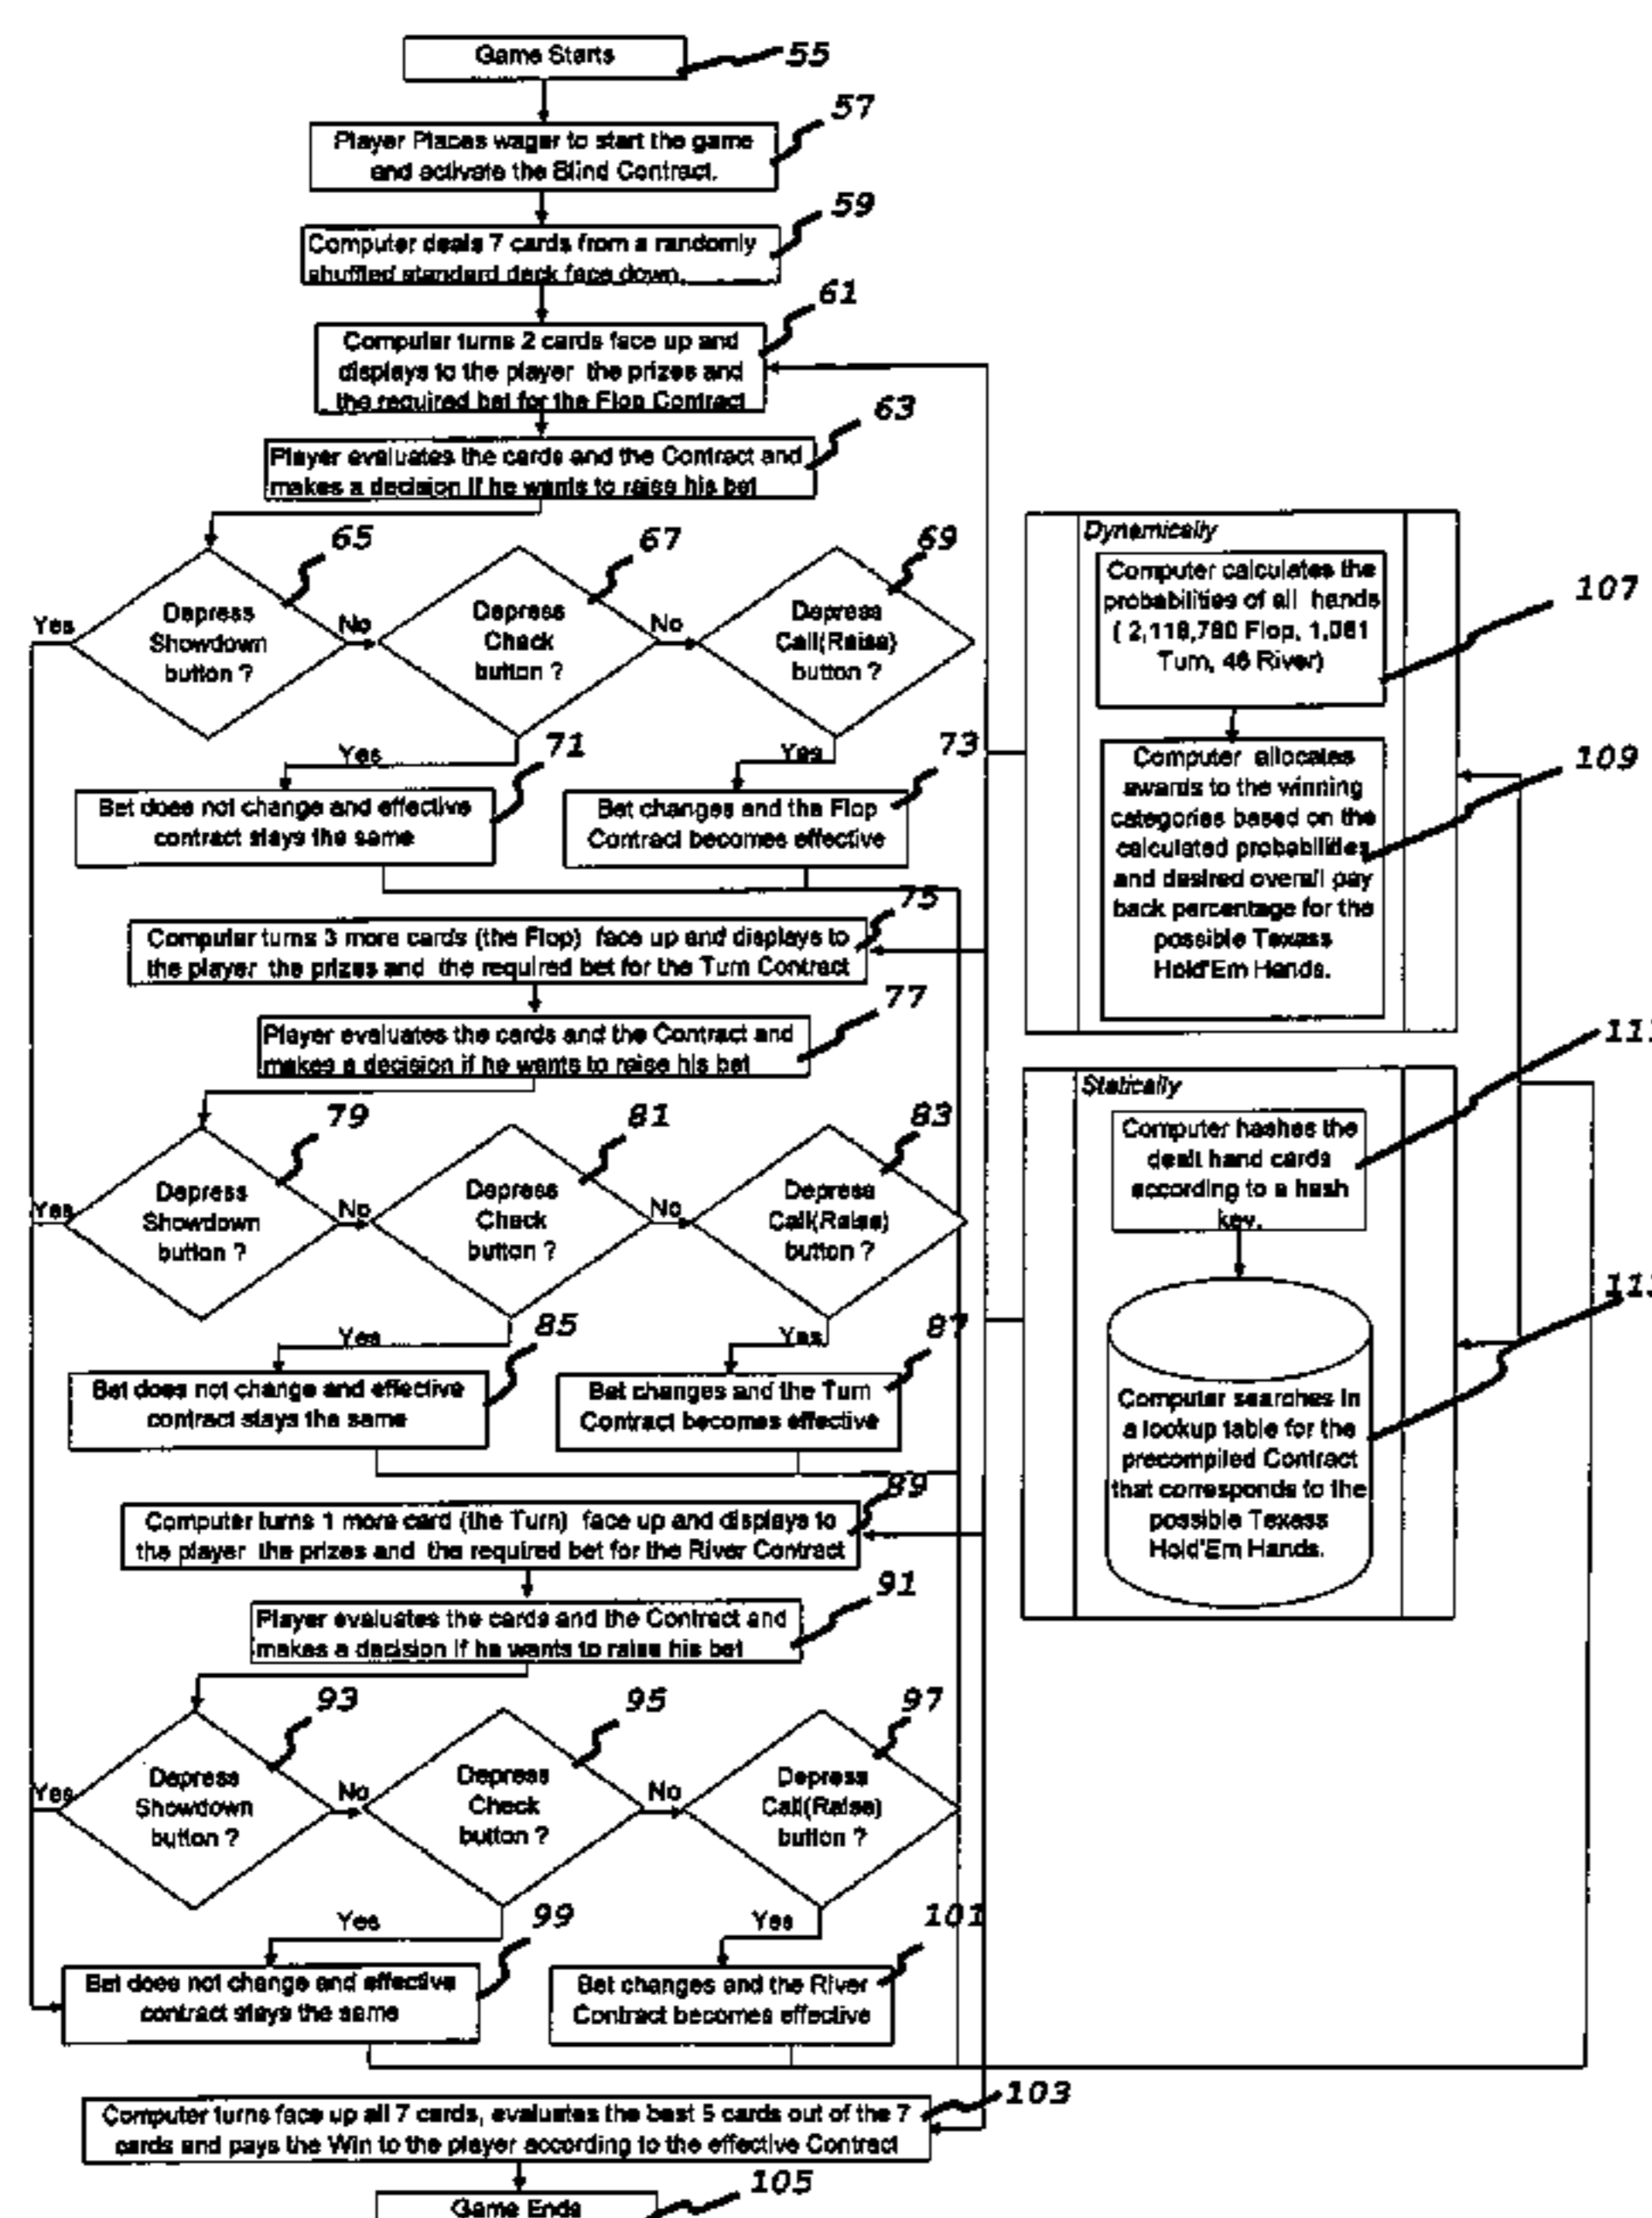 Game Starts
55
Player Places wager to start the game
and activate the Blind Contract.
57
Computer deals 7 cards from a randomly
shuffled standard deck face down.
59
Computer turns 2 cards face up and
displays to the player the prizes and
the required bet for the Flop Contract
61
Player evaluates the cards and the Contract and
makes a decision if he wants to raise his bet
63
Depress
Showdown
button ?
65
Depress
Check
button ?
67
Depress
Call(Raise)
button ?
69
Yes
No
No
Yes
Yes
Bet does not change and effective
contract stays the same
71
Bet changes and the Flop
Contract becomes effective
73
Computer turns 3 more cards (the Flop) face up and displays to
the player the prizes and the required bet for the Turn Contract
75
Player evaluates the cards and the Contract and
makes a decision if he wants to raise his bet
77
Depress
Showdown
button ?
79
Depress
Check
button ?
81
Depress
Call(Raise)
button ?
83
Yes
No
No
Yes
Yes
Bet does not change and effective
contract stays the same
85
Bet changes and the Turn
Contract becomes effective
87
Computer turns 1 more card (the Turn) face up and displays to
the player the prizes and the required bet for the River Contract
89
Player evaluates the cards and the Contract and
makes a decision if he wants to raise his bet
91
Depress
Showdown
button ?
93
Depress
Check
button ?
95
Depress
Call(Raise)
button ?
97
Yes
No
No
Yes
Yes
Bet does not change and effective
contract stays the same
99
Bet changes and the River
Contract becomes effective
101
Computer turns face up all 7 cards, evaluates the best 5 cards out of the 7
cards and pays the Win to the player according to the effective Contract
103
Game Ends
105
Dynamically
Computer calculates the
probabilities of all hands
( 2,118,760 Flop, 1,081
Turn, 46 River)
107
Computer allocates
awards to the winning
categories based on the
calculated probabilities
and desired overall pay
back percentage for the
possible Texass
Hold'Em Hands.
109
Statically
Computer hashes the
dealt hand cards
according to a hash
key.
Computer searches in
a lookup table for the
precompiled Contract
that corresponds to the
possible Texass
Hold'Em Hands.